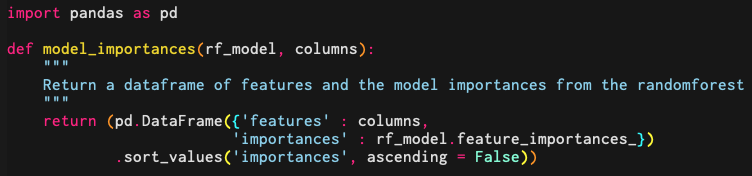 import pandas as pd
def model_importances(rf_model, columns):
"""
Return a dataframe of features and the model importances from the randomforest
"""
return (pd.DataFrame({'features' : columns,
'importances' : rf_model.feature_importances_})
.sort_values('importances', ascending = False))